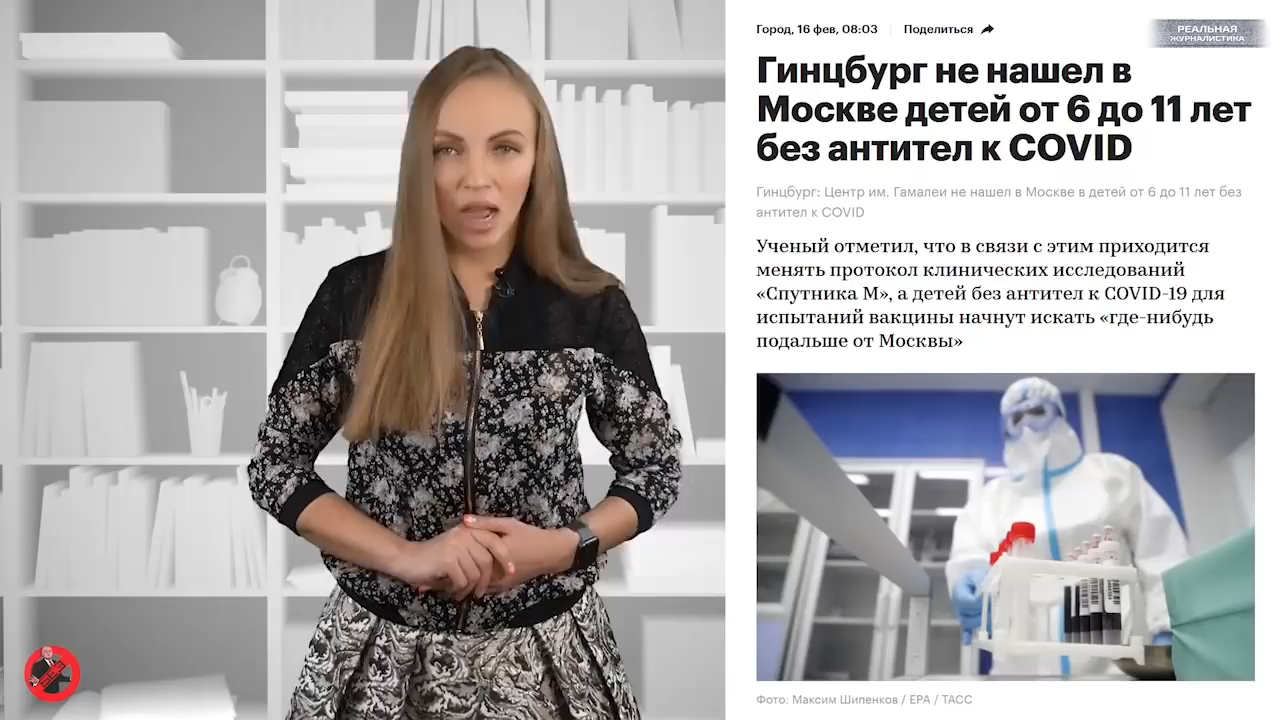 Город, 16 фев, 08:03 Поделиться
РЕАЛЬНАЯ
ЖУРНАЛИСТИКА
Гинцбург не нашел в
Москве детей от 6 до 11 лет
без антител к COVID
Гинцбург: Центр им. Гамалеи не нашел в Москве в детей от 6 до 11 лет без
антител к COVID
Ученый отметил, что в связи с этим приходится
менять протокол клинических исследований
«Спутника М», а детей без антител к COVID-19 для
испытаний вакцины начнут искать «где-нибудь
подальше от Москвы»
Фото: Максим Шипенков / EPA / ТАСС